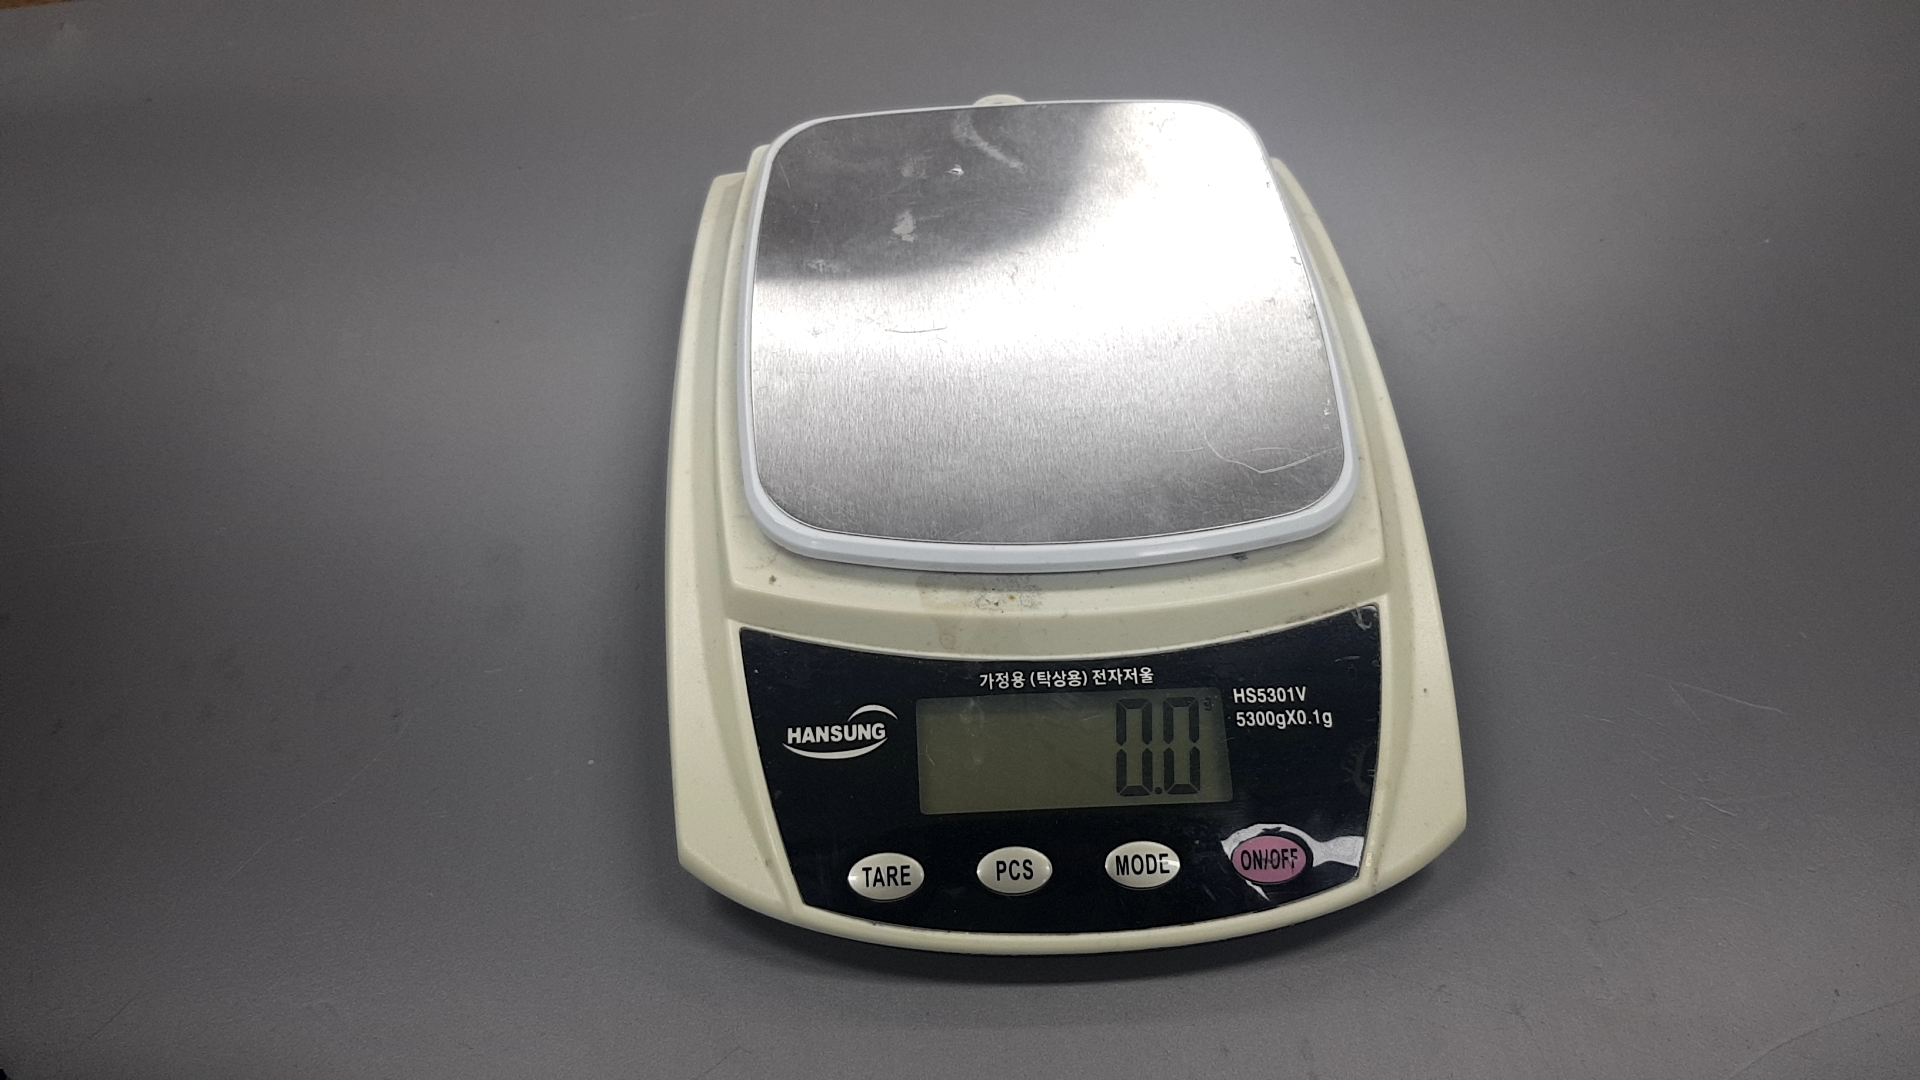 가정용 (탁상용) 전자저울
HANSUNG
0.0 g
HS5301V
5300gX0.1g
TARE
PCS
MODE
ON/OFF